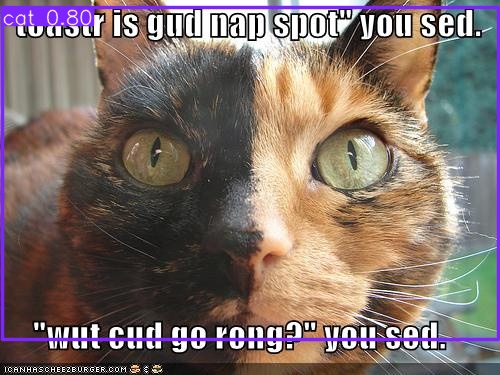 cat 0.80
toastr is gud nap spot" you sed.
"wut cud go rong?" you sed.
ICANHASCHEEZBURGER.COM